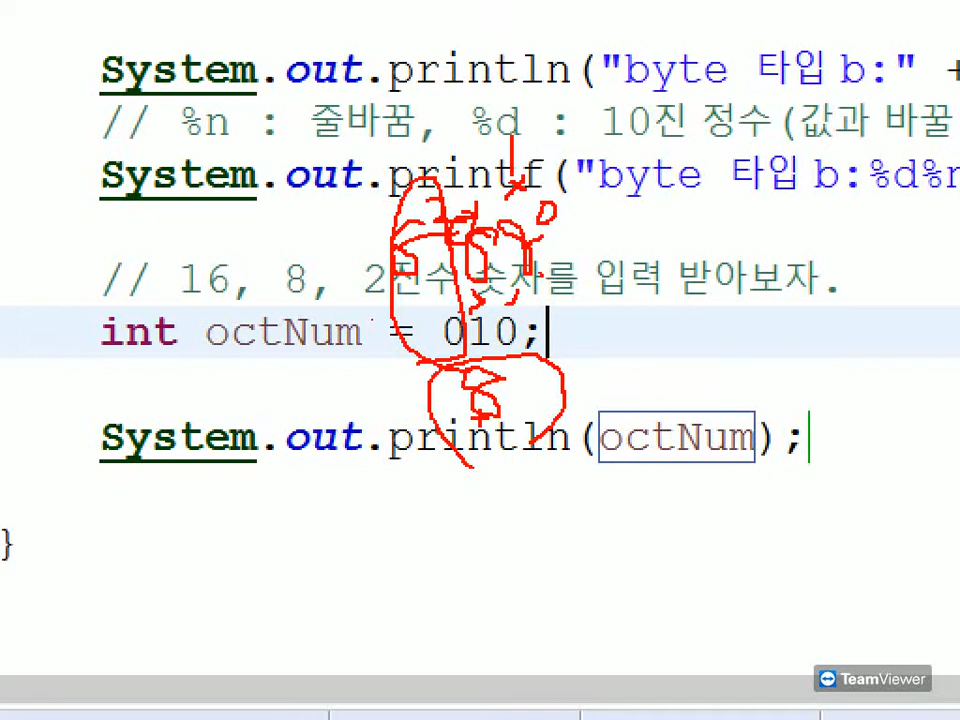 System.out.println("byte 타입 b:" +
// %n : 줄바꿈, %d : 10진 정수(값과 바꿀
System.out.printf("byte 타입 b:%d%n
// 16, 8, 2진수 숫자를 입력 받아보자.
int octNum = 010;
System.out.println(octNum);
}
TeamViewer